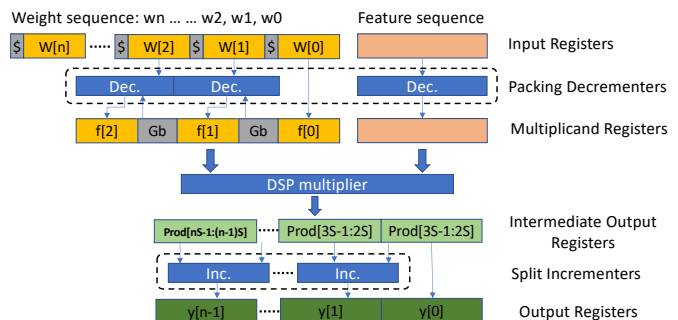 Weight sequence: wn … … w2, w1, w0 Feature sequence
$ W[n] ..... $ W[2] $ W[1] $ W[0] Input Registers
Dec. Dec. Dec. Packing Decrementers
f[2] Gb f[1] Gb f[0] Multiplicand Registers
DSP multiplier
Prod[nS-1:(n-1)S] ..... Prod[3S-1:2S] Prod[3S-1:2S] Intermediate Output
Registers
Inc. ..... Inc. Split Incrementers
y[n-1] ..... y[1] y[0] Output Registers